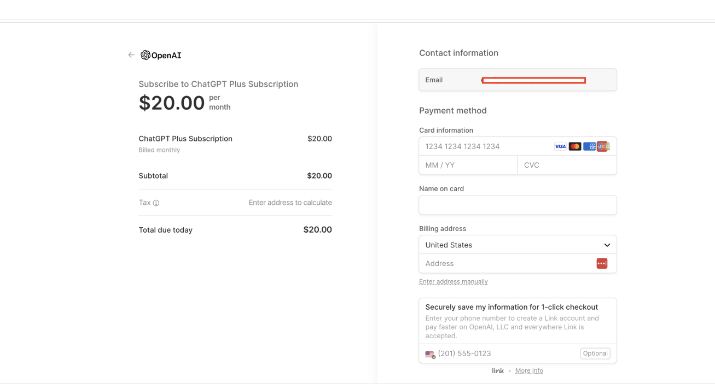 OpenAI
Subscribe to ChatGPT Plus Subscription
$20.00 per month
ChatGPT Plus Subscription $20.00
Billed monthly
Subtotal $20.00
Tax Enter address to calculate
Total due today $20.00
Contact information
Email
Payment method
Card information
1234 1234 1234 1234 VISA
MM / YY CVC
Name on card
Billing address
United States
Address
Enter address manually
Securely save my information for 1-click checkout
Enter your phone number to create a Link account and
pay faster on OpenAI, LLC and everywhere Link is
accepted.
(201) 555-0123 Optional
link · More info